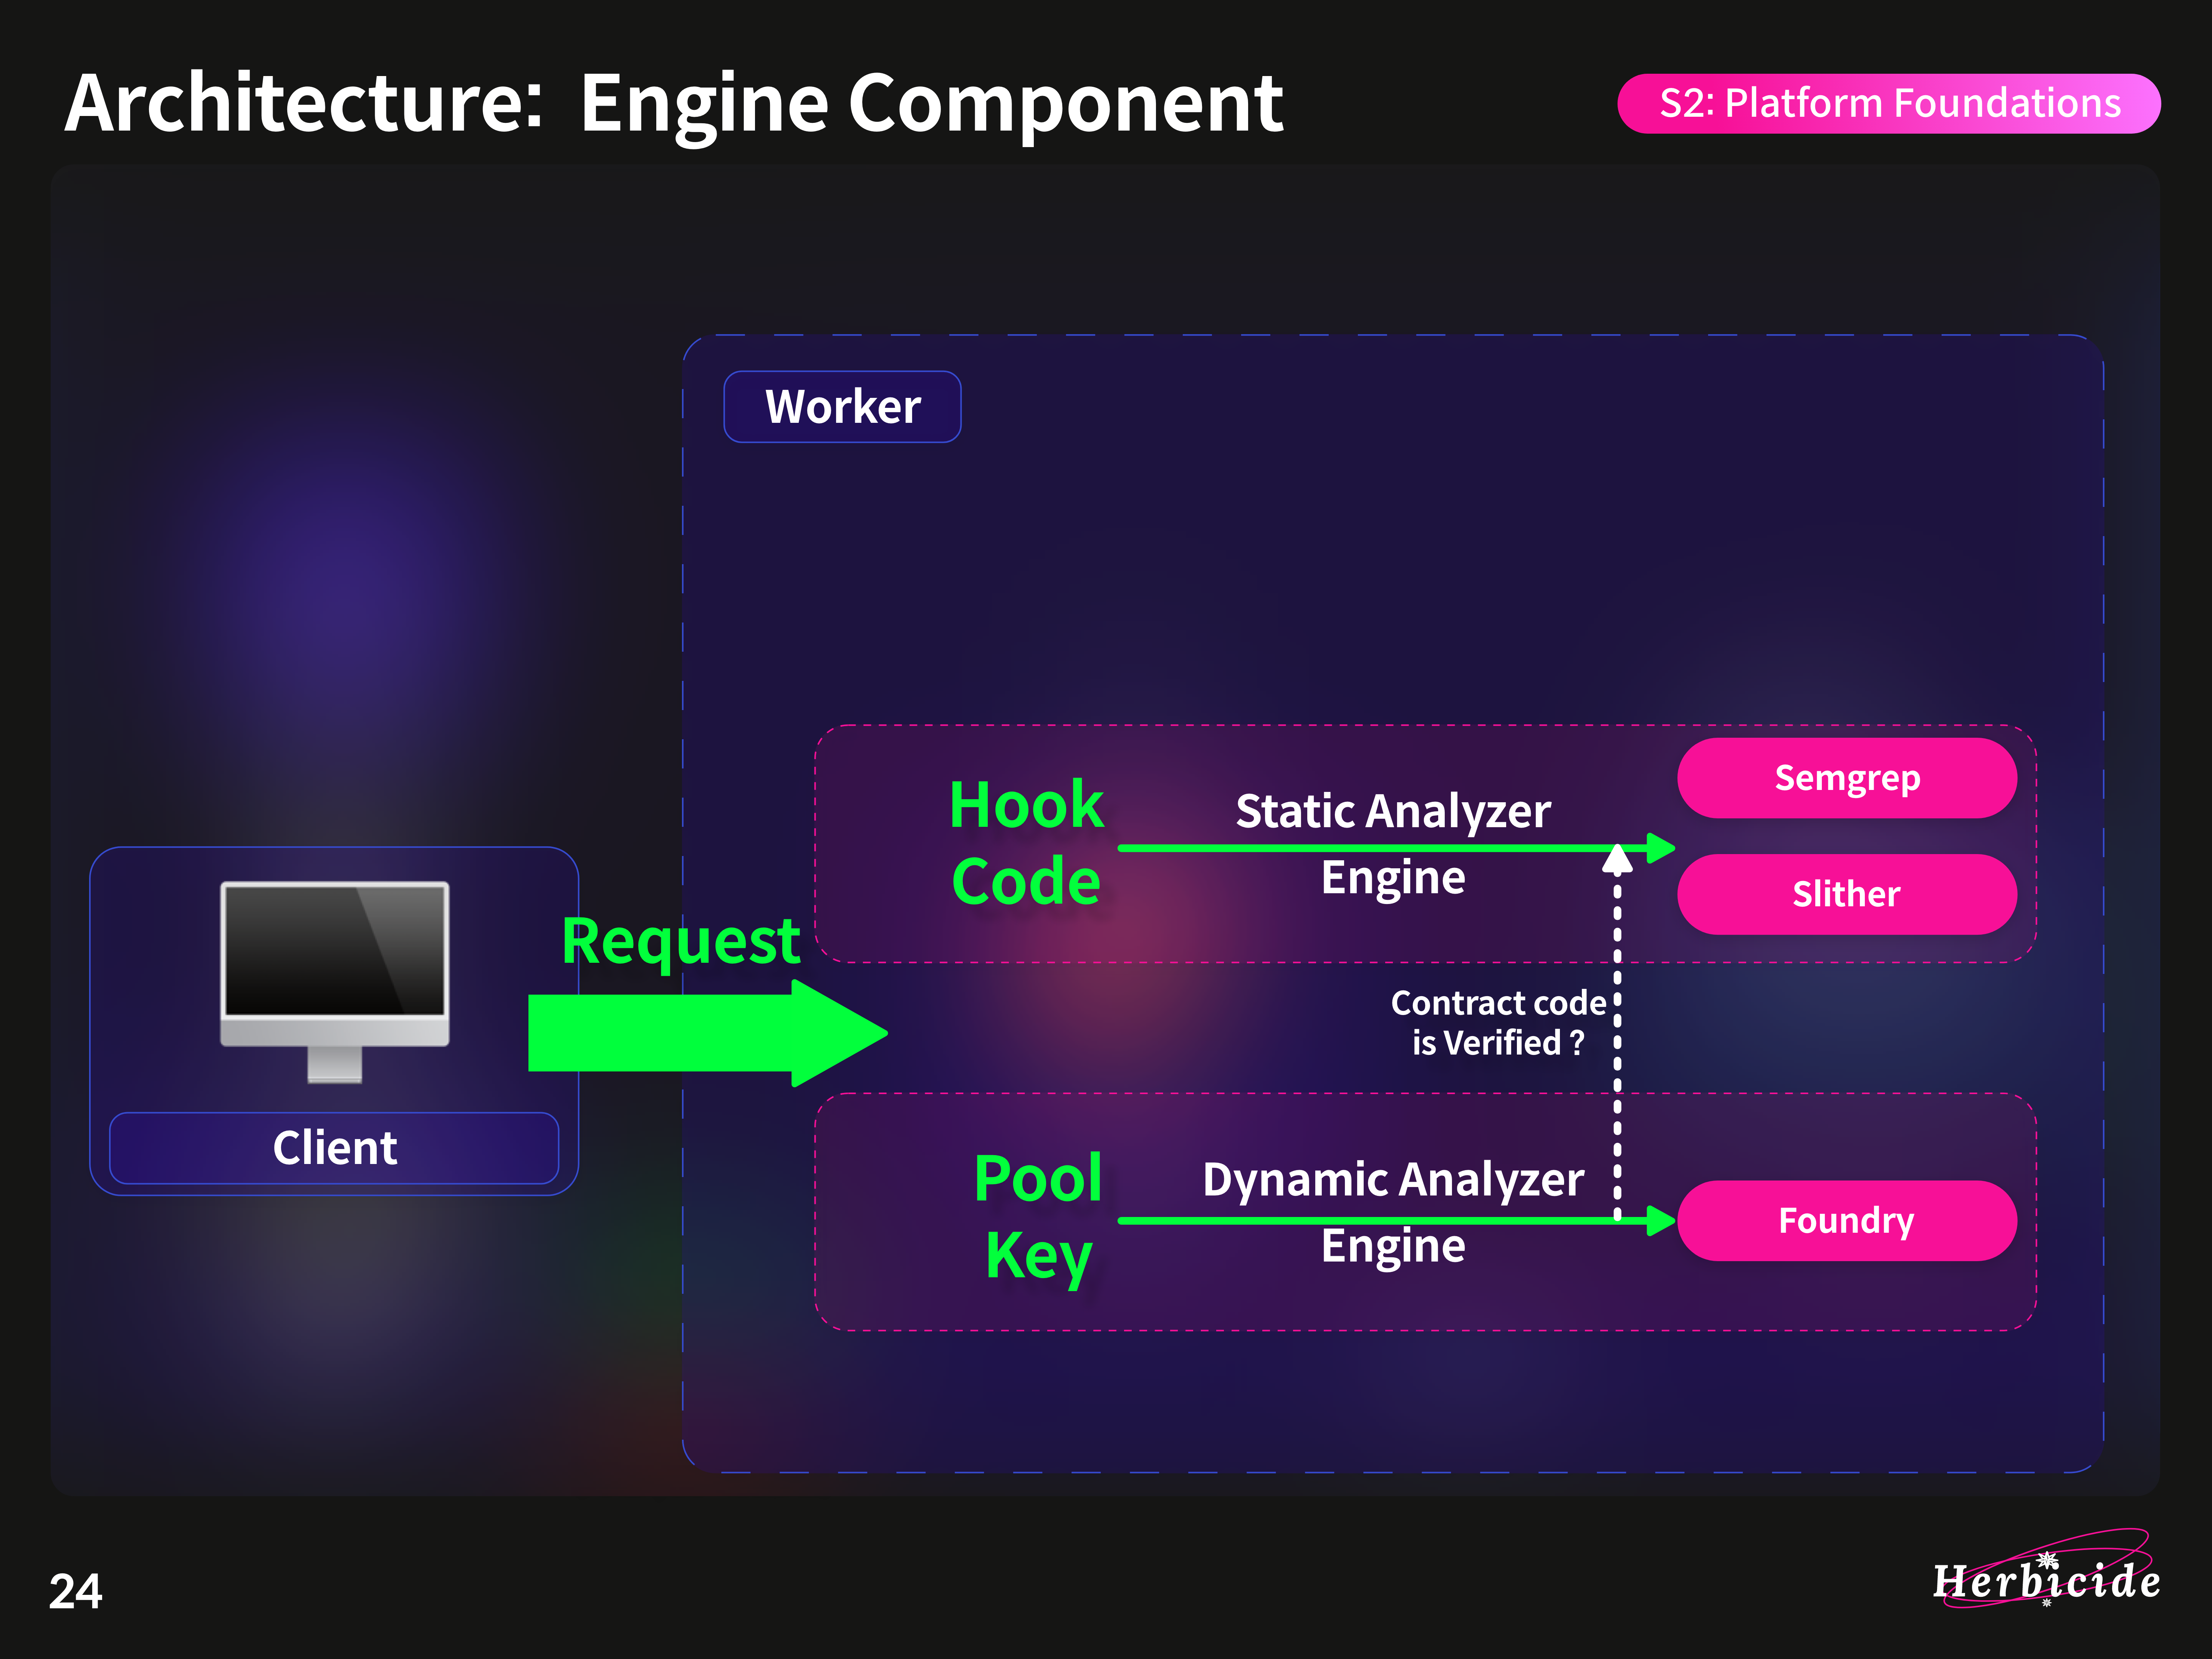 Architecture: Engine Component
S2: Platform Foundations
Worker
Hook
Code
Static Analyzer
Engine
Semgrep
Slither
Request
Client
Contract code
is Verified ?
Pool
Key
Dynamic Analyzer
Engine
Foundry
24
Herbicide